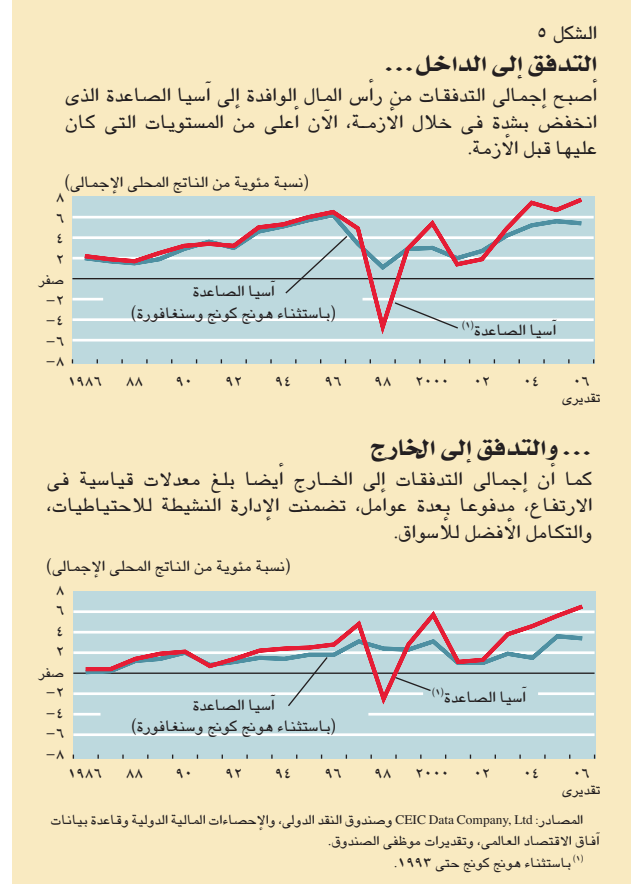 الشكل ٥
التدفق إلى الداخل...
أصبح إجمالى التدفقات من رأس المال الوافدة إلى آسيا الصاعدة الذى
انخفض بشدة فى خلال الأزمـة، الآن أعلى من المستويات التى كان
عليها قبل الأزمة.
(نسبة مئوية من الناتج المحلى الإجمالى)
٨
٦
٤
٢
صفر
٢–
٤–
٦–
٨–
آسيا الصاعدة
(باستثناء هونج كونج وسنغافورة)
آسيا الصاعدة(١)
١٩٨٦ ٨٨ ٩٠ ٩٢ ٩٤ ٩٦ ٩٨ ٢٠٠٠ ٠٢ ٠٤ ٠٦
تقديرى
... والتدفق إلى الخارج
كما أن إجمالى التدفقات إلى الخـارج أيضا بلغ معدلات قياسية فى
الارتفـاع، مدفوعا بعدة عوامل، تضمنت الإدارة النشيطة للاحتياطيات،
والتكامل الأفضل للأسواق.
(نسبة مئوية من الناتج المحلى الإجمالى)
٨
٦
٤
٢
صفر
٢–
٤–
٦–
٨–
آسيا الصاعدة(١)
آسيا الصاعدة
(باستثناء هونج كونج وسنغافورة)
١٩٨٦ ٨٨ ٩٠ ٩٢ ٩٤ ٩٦ ٩٨ ٢٠٠٠ ٠٢ ٠٤ ٠٦
تقديرى
المصادر: CEIC Data Company, Ltd وصندوق النقد الدولى، والإحصاءات المالية الدولية وقاعدة بيانات
آفاق الاقتصاد العالمى، وتقديرات موظفى الصندوق.
(١) باستثناء هونج كونج حتى ١٩٩٣.